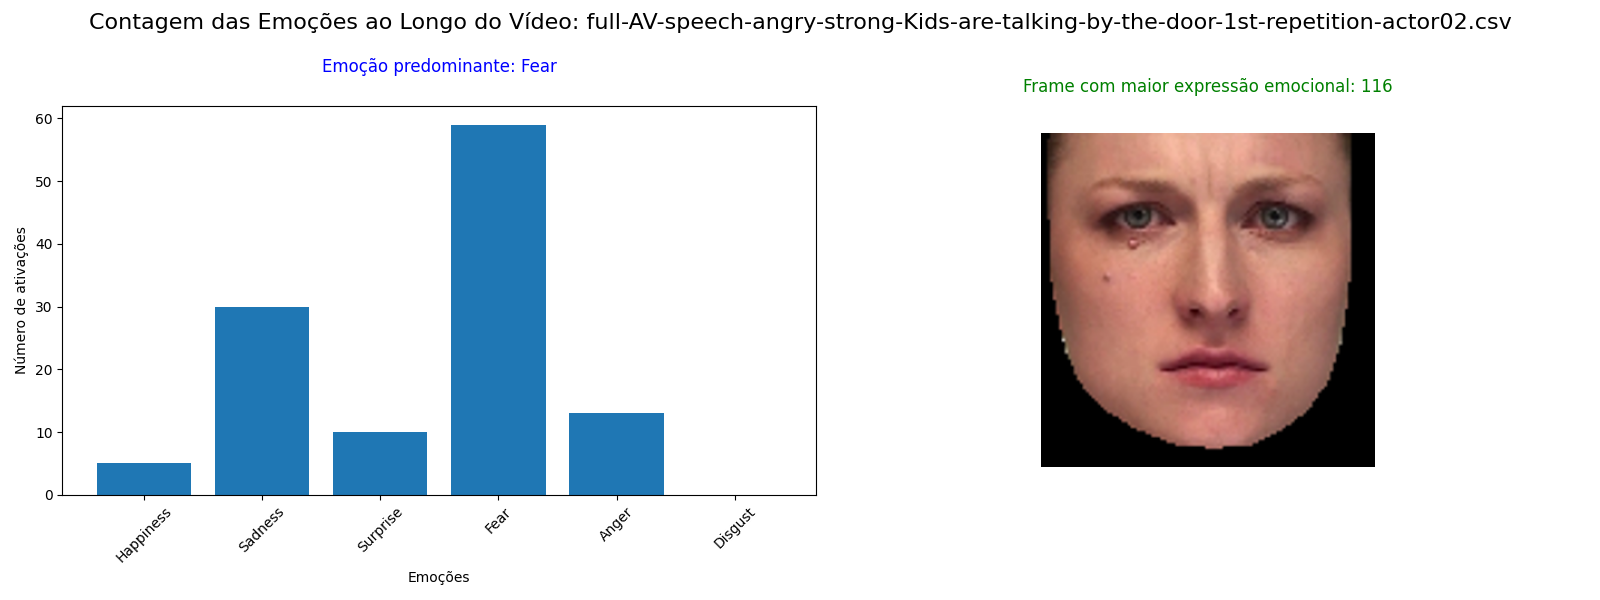 Contagem das Emoções ao Longo do Vídeo: full-AV-speech-angry-strong-Kids-are-talking-by-the-door-1st-repetition-actor02.csv
Emoção predominante: Fear
Número de ativações
60
50
40
30
20
10
0
Happiness
Sadness
Surprise
Fear
Anger
Disgust
Emoções
Frame com maior expressão emocional: 116